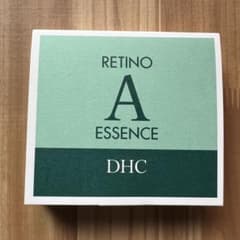 RETINO
A
ESSENCE
DHC